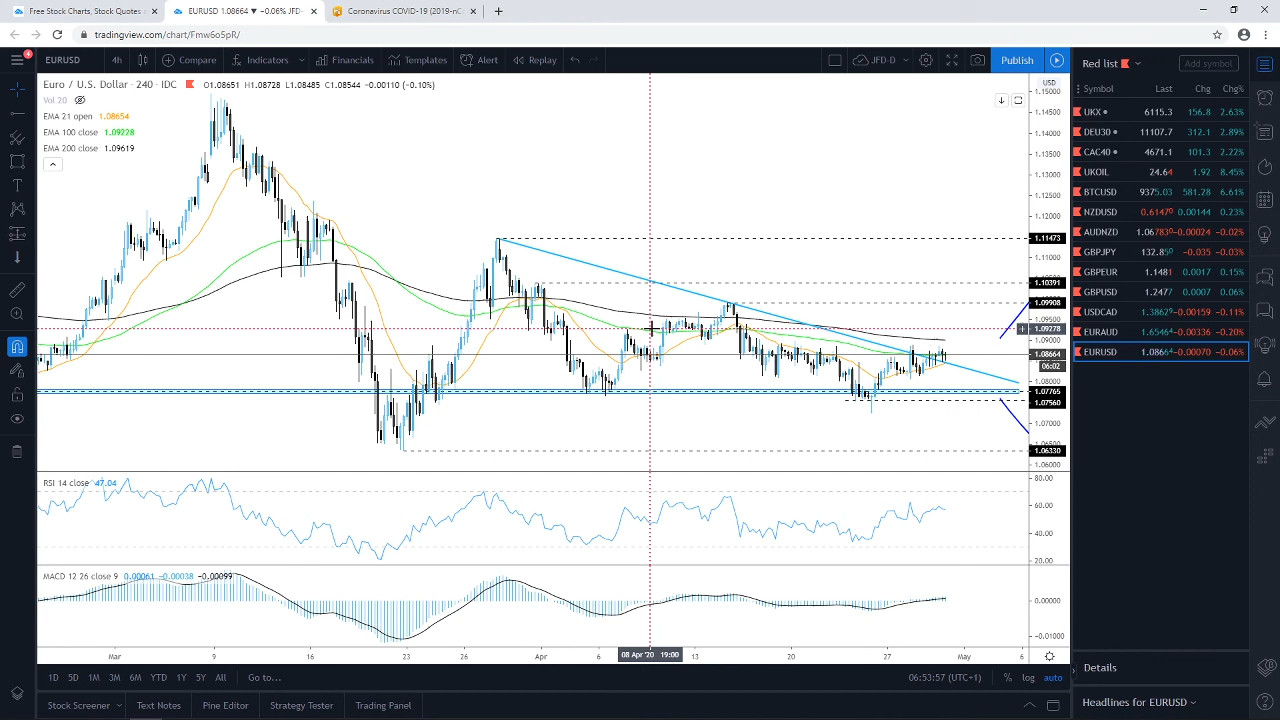 Free Stock Charts, Stock Quotes
EURUSD 1.08664 ▼ −0.06% JFD-
Coronavirus COVID-19 (2019-nC
tradingview.com/chart/Fmw6o5pR/
4
EURUSD 4h Compare Indicators Financials Templates Alert Replay JFD-D Publish
Euro / U.S. Dollar · 240 · IDC O1.08651 H1.08728 L1.08485 C1.08544 −0.00110 (−0.10%)
Vol 20
EMA 21 open 1.08654
EMA 100 close 1.09228
EMA 200 close 1.09619
USD
1.15000
1.14500
1.14000
1.13500
1.13000
1.12500
1.12000
1.11473
1.11000
1.10391
1.09908
1.09500
1.09278
1.09000
1.08664
06:02
1.08000
1.07765
1.07560
1.07000
1.06330
1.06000
RSI 14 close 47.04
80.00
60.00
40.00
20.00
MACD 12 26 close 9 0.00061 −0.00038 −0.00099
0.00000
−0.01000
Mar 9 16 23 26 Apr 6 08 Apr '20 19:00 13 20 27 May 6
1D 5D 1M 3M 6M YTD 1Y 5Y All Go to... 06:53:57 (UTC+1) % log auto
Stock Screener Text Notes Pine Editor Strategy Tester Trading Panel
Red list Add symbol
Symbol Last Chg Chg%
UKX 6115.3 156.8 2.63%
DEU30 11107.7 312.1 2.89%
CAC40 4671.1 101.3 2.22%
UKOIL 24.64 1.92 8.45%
BTCUSD 9375.03 581.28 6.61%
NZDUSD 0.61470 0.00144 0.23%
AUDNZD 1.06783 −0.00024 −0.02%
GBPJPY 132.850 −0.035 −0.03%
GBPEUR 1.1481 0.0017 0.15%
GBPUSD 1.2477 0.0007 0.06%
USDCAD 1.38629 −0.00159 −0.11%
EURAUD 1.65464 −0.00336 −0.20%
EURUSD 1.08664 −0.00070 −0.06%
Details
Headlines for EURUSD